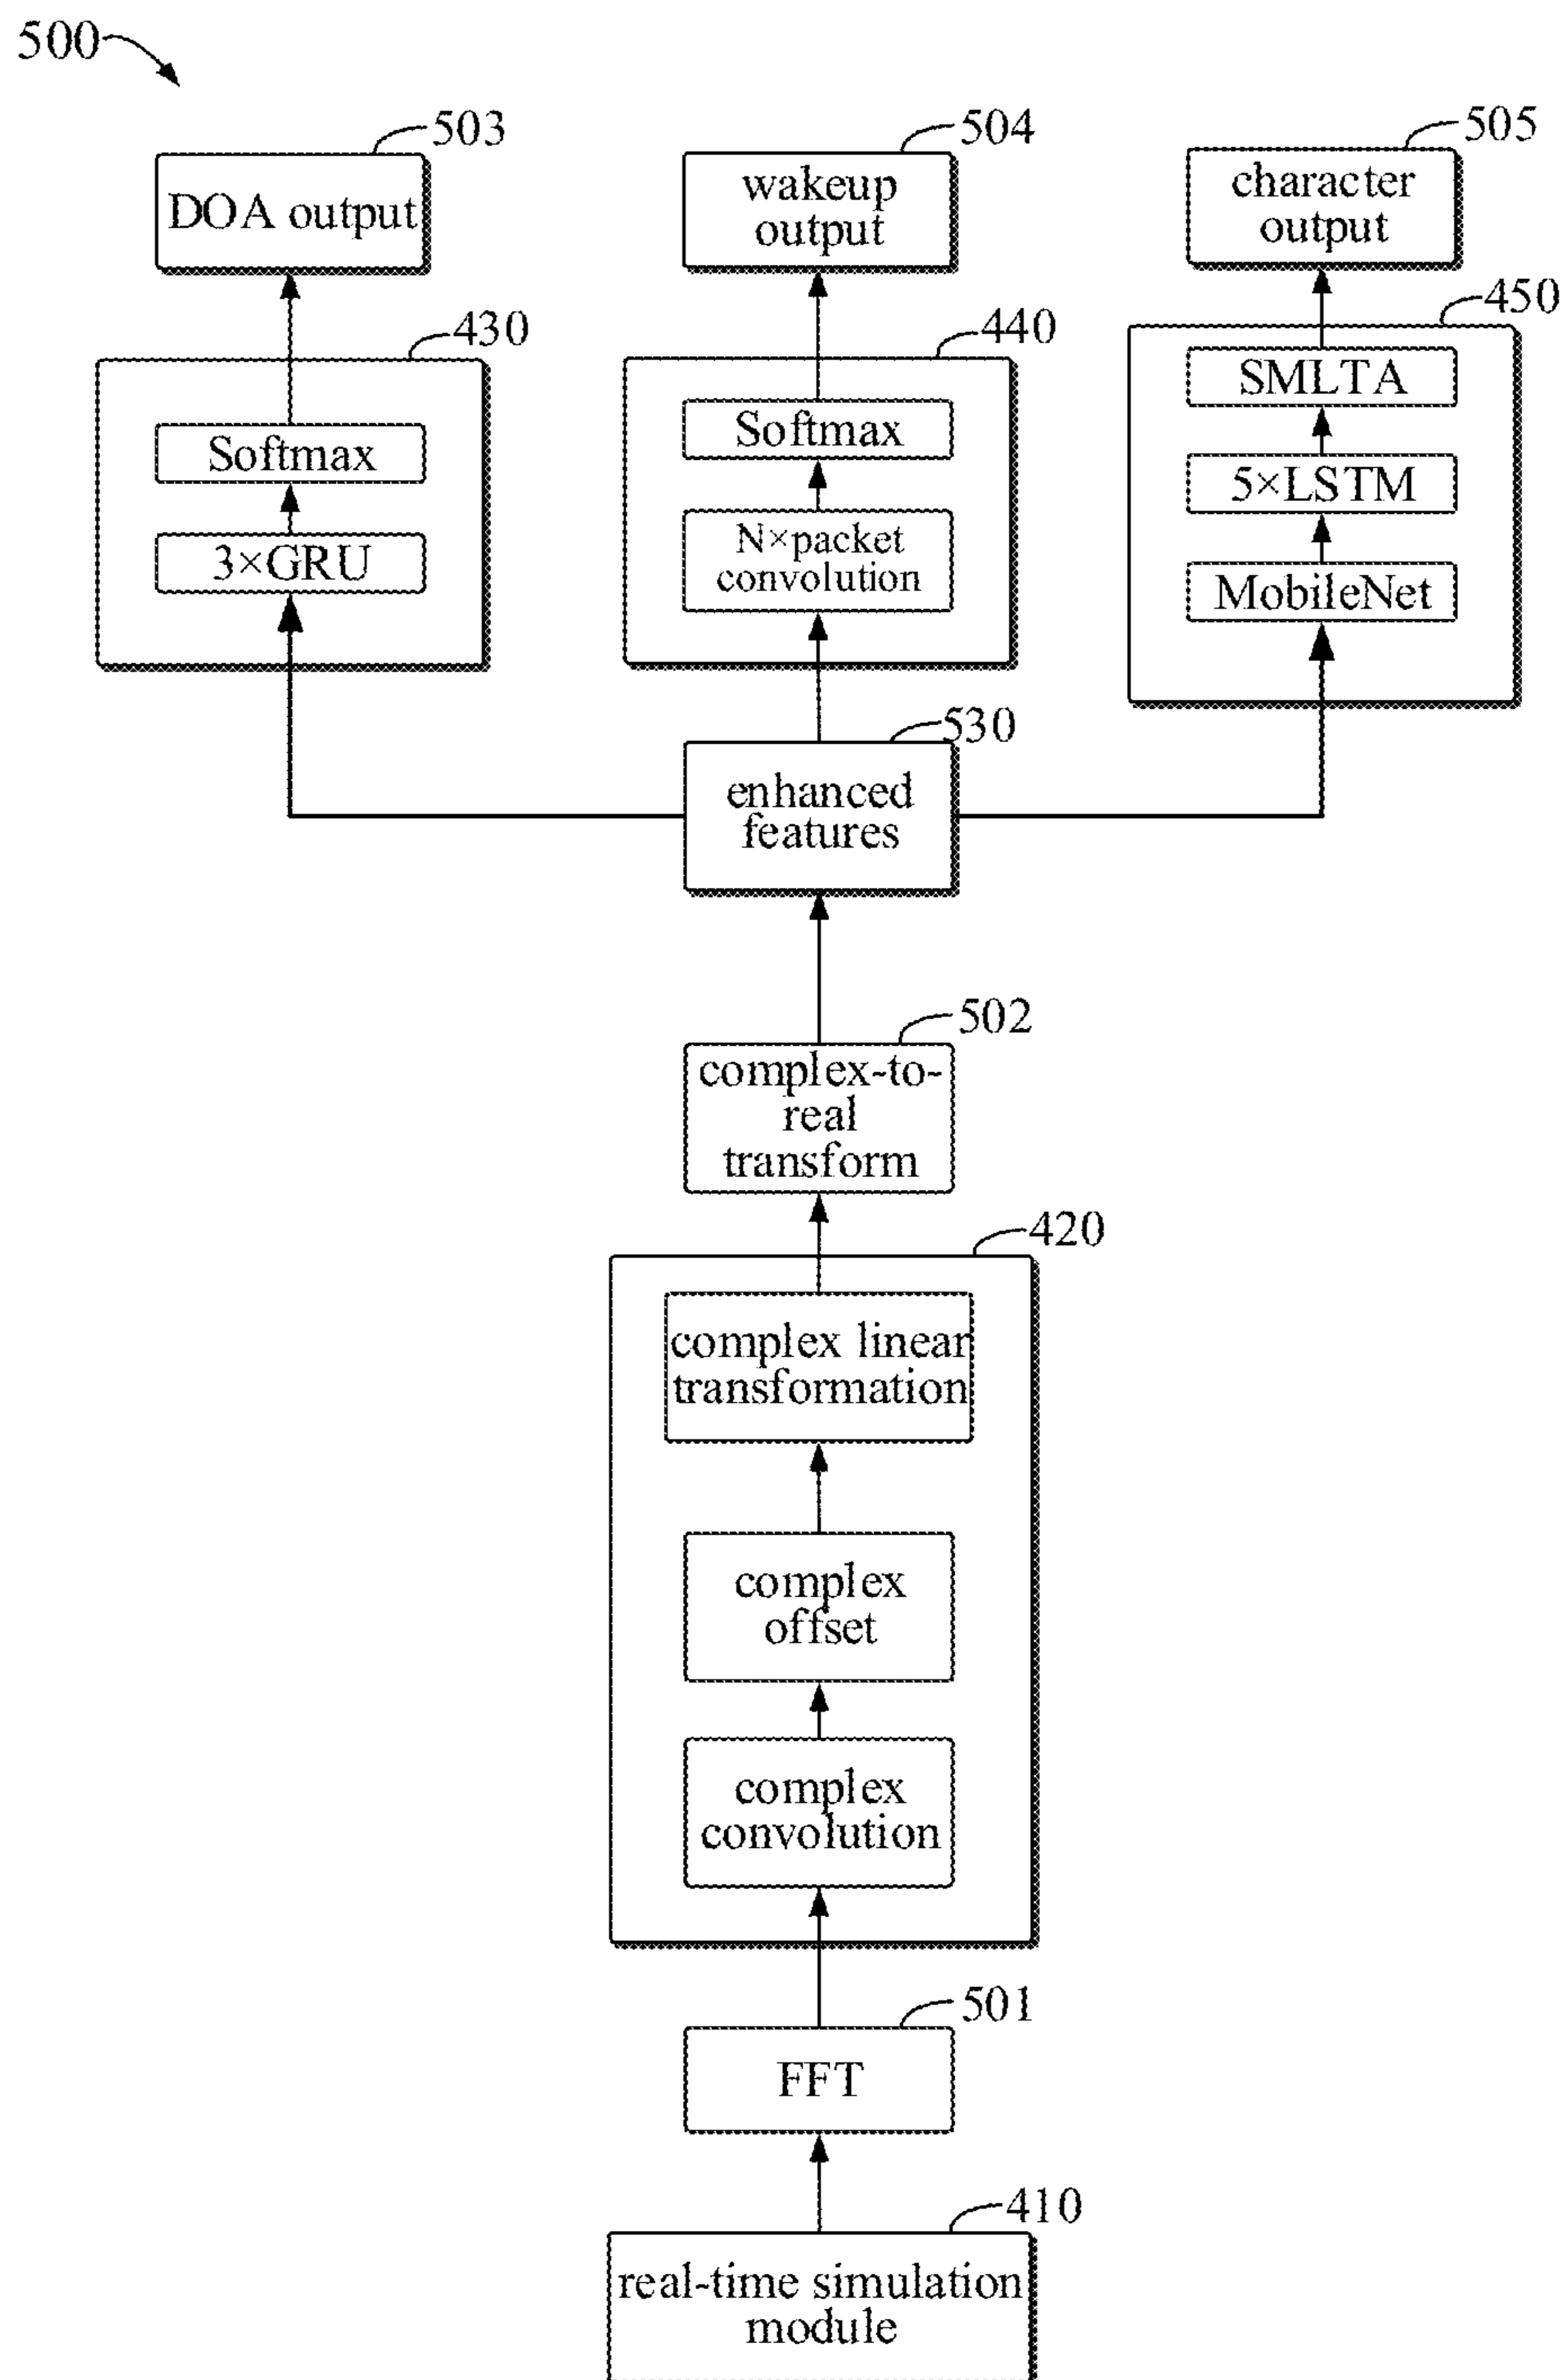 500
503
504
505
DOA output
wakeup
output
character
output
430
440
450
Softmax
3×GRU
Softmax
N×packet
convolution
SMLTA
5×LSTM
MobileNet
530
enhanced
features
502
complex-to-
real
transform
420
complex linear
transformation
complex
offset
complex
convolution
501
FFT
410
real-time simulation
module